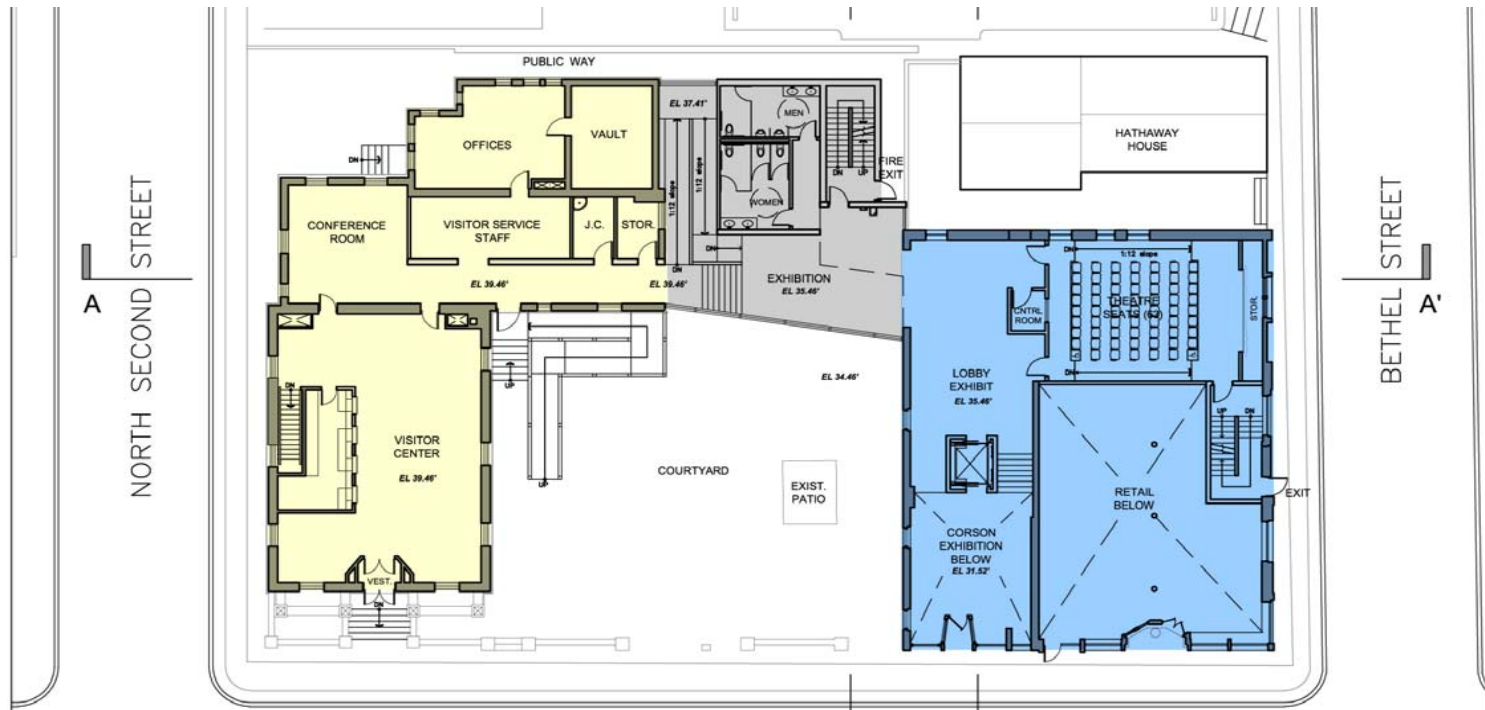 PUBLIC WAY
EL 37.41'
MEN
OFFICES
VAULT
HATHAWAY
HOUSE
DN
1:12 slope
1:12 slope
DN
UP
FIRE
EXIT
WOMEN
CONFERENCE
ROOM
VISITOR SERVICE
STAFF
J.C.
STOR.
DN
DN
EL 39.46'
EL 39.46'
EXHIBITION
EL 35.46'
DN
1:12 slope
THEATRE
SEATS (63)
STOR.
CNTRL
ROOM
DN
NORTH SECOND STREET
A
BETHEL STREET
A'
UP
EL 34.46'
LOBBY
EXHIBIT
EL 35.46'
DN
VISITOR
CENTER
EL 39.46'
UP
COURTYARD
EXIST.
PATIO
UP
DN
RETAIL
BELOW
EXIT
CORSON
EXHIBITION
BELOW
EL 31.52'
VEST.
DN